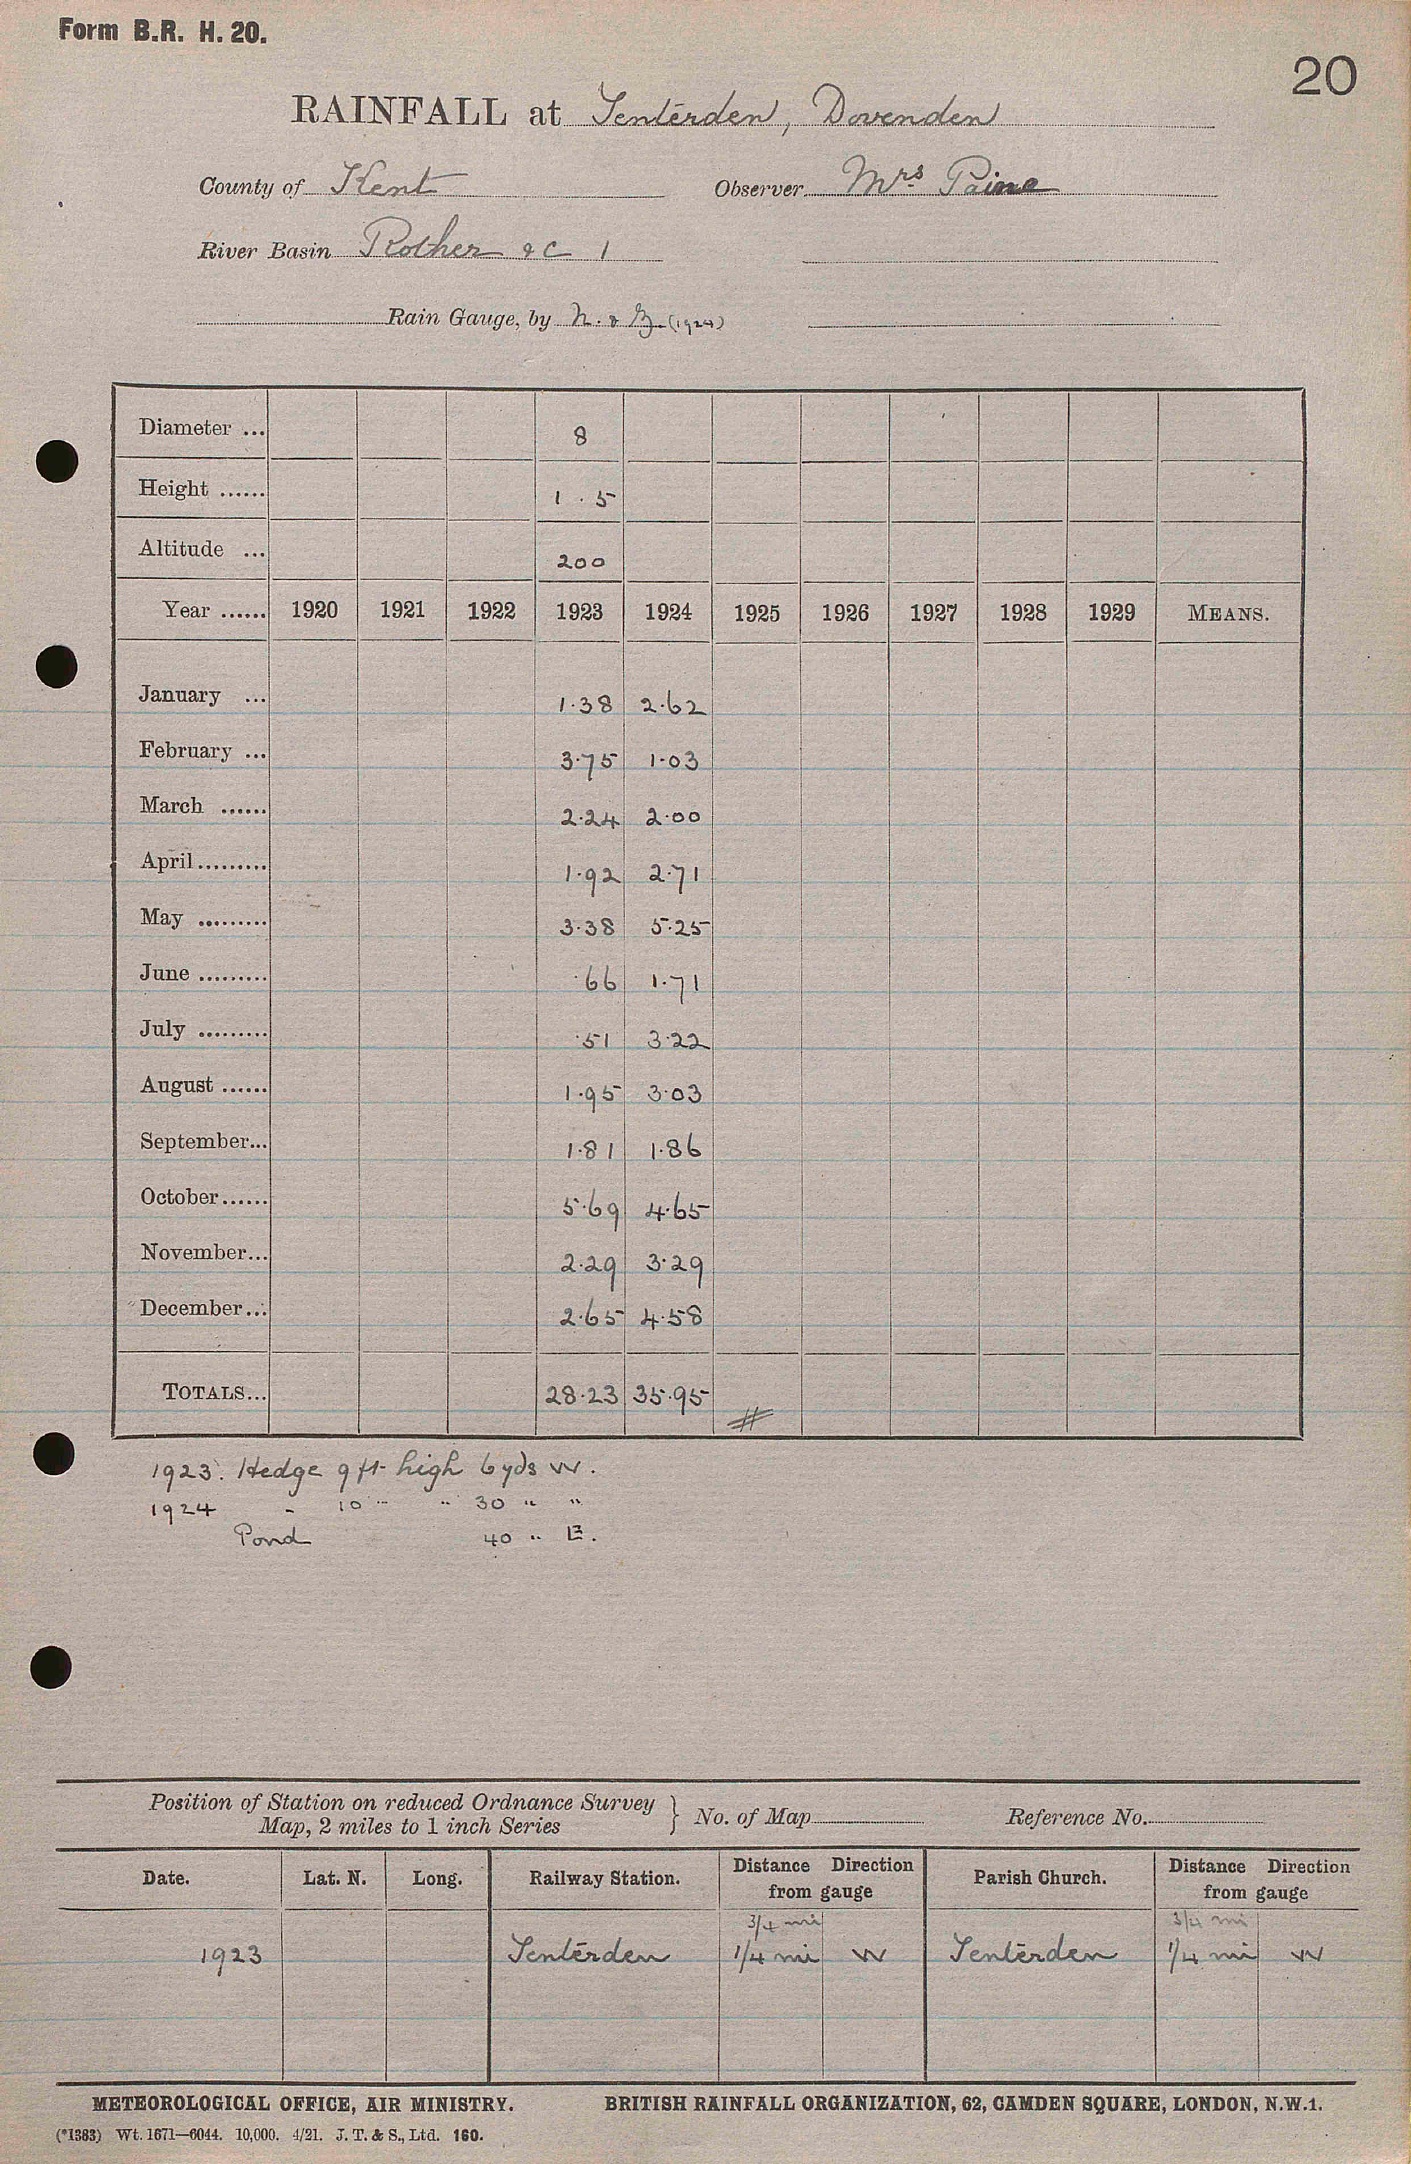 Form B.R. H. 20.
20
RAINFALL at Tenterden, Dovenden
County of Kent Observer Mrs Paine
River Basin Rother &c 1
Rain Gauge, by N. & Z. (1924)
Diameter ... 8
Height ...... 1 . 5
Altitude ... 200
Year ...... 1920 1921 1922 1923 1924 1925 1926 1927 1928 1929 MEANS.
January ... 1.38 2.62
February ... 3.75 1.03
March ...... 2.24 2.00
April ......... 1.92 2.71
May ......... 3.38 5.25
June ......... .66 1.71
July ......... .51 3.22
August ...... 1.95 3.03
September... 1.81 1.86
October...... 5.69 4.65
November... 2.29 3.29
December... 2.65 4.58
TOTALS... 28.23 35.95
1923. Hedge 9 ft high 6 yds W.
1924 - 10 " " 30 " "
Pond 40 " E.
Position of Station on reduced Ordnance Survey
Map, 2 miles to 1 inch Series } No. of Map Reference No.
Date. Lat. N. Long. Railway Station. Distance Direction from gauge Parish Church. Distance Direction from gauge
3/4 mi 3/4 mi
1923 Tenterden 1/4 mi W Tenterden 1/4 mi W
METEOROLOGICAL OFFICE, AIR MINISTRY. BRITISH RAINFALL ORGANIZATION, 62, CAMDEN SQUARE, LONDON, N.W.1.
(*1383) Wt. 1671—6044. 10,000. 4/21. J. T. & S., Ltd. 160.